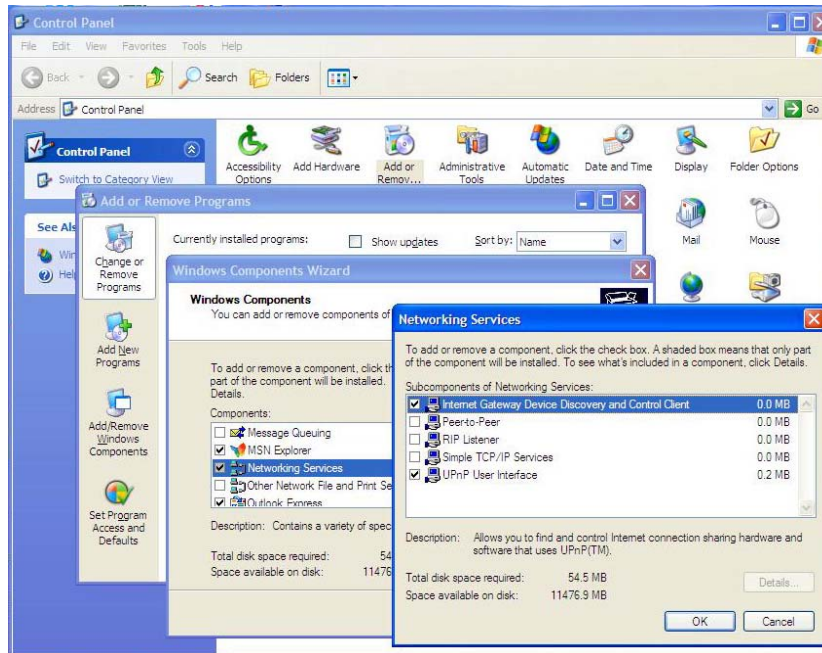 Control Panel
File Edit View Favorites Tools Help
Back Search Folders
Address Control Panel Go
Control Panel
Switch to Category View
See Als
Win
Help
Accessibility Options
Add Hardware
Add or Remov...
Administrative Tools
Automatic Updates
Date and Time
Display
Folder Options
Mail
Mouse
Add or Remove Programs
Change or Remove Programs
Add New Programs
Add/Remove Windows Components
Set Program Access and Defaults
Currently installed programs: Show updates Sort by: Name
Windows Components Wizard
Windows Components
You can add or remove components of
To add or remove a component, click th
part of the component will be installed.
Details.
Components:
Message Queuing
MSN Explorer
Networking Services
Other Network File and Print Se
Outlook Express
Description: Contains a variety of spec
Total disk space required: 54
Space available on disk: 11476
Networking Services
To add or remove a component, click the check box. A shaded box means that only part
of the component will be installed. To see what's included in a component, click Details.
Subcomponents of Networking Services:
Internet Gateway Device Discovery and Control Client 0.0 MB
Peer-to-Peer 0.0 MB
RIP Listener 0.0 MB
Simple TCP/IP Services 0.0 MB
UPnP User Interface 0.2 MB
Description: Allows you to find and control Internet connection sharing hardware and
software that uses UPnP(TM).
Total disk space required: 54.5 MB
Space available on disk: 11476.9 MB
Details...
OK Cancel